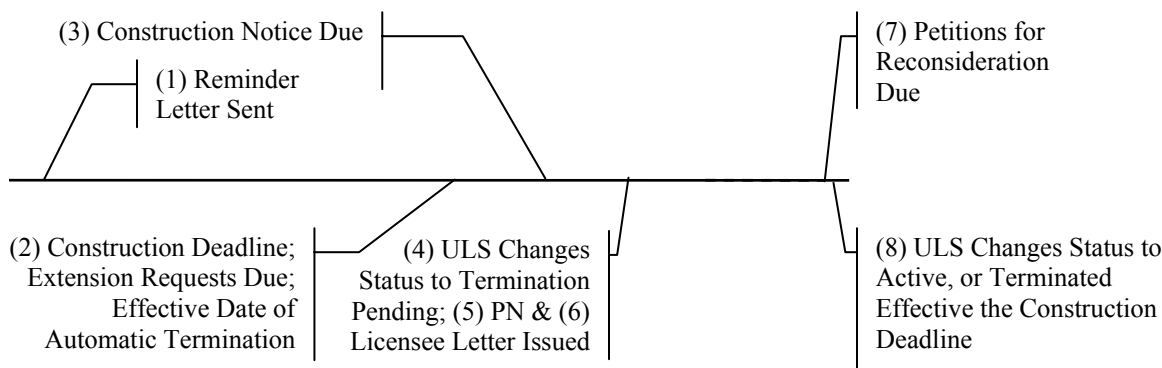 (3) Construction Notice Due
(1) Reminder
Letter Sent
(7) Petitions for
Reconsideration
Due
(2) Construction Deadline;
Extension Requests Due;
Effective Date of
Automatic Termination
(4) ULS Changes
Status to Termination
Pending; (5) PN & (6)
Licensee Letter Issued
(8) ULS Changes Status to
Active, or Terminated
Effective the Construction
Deadline